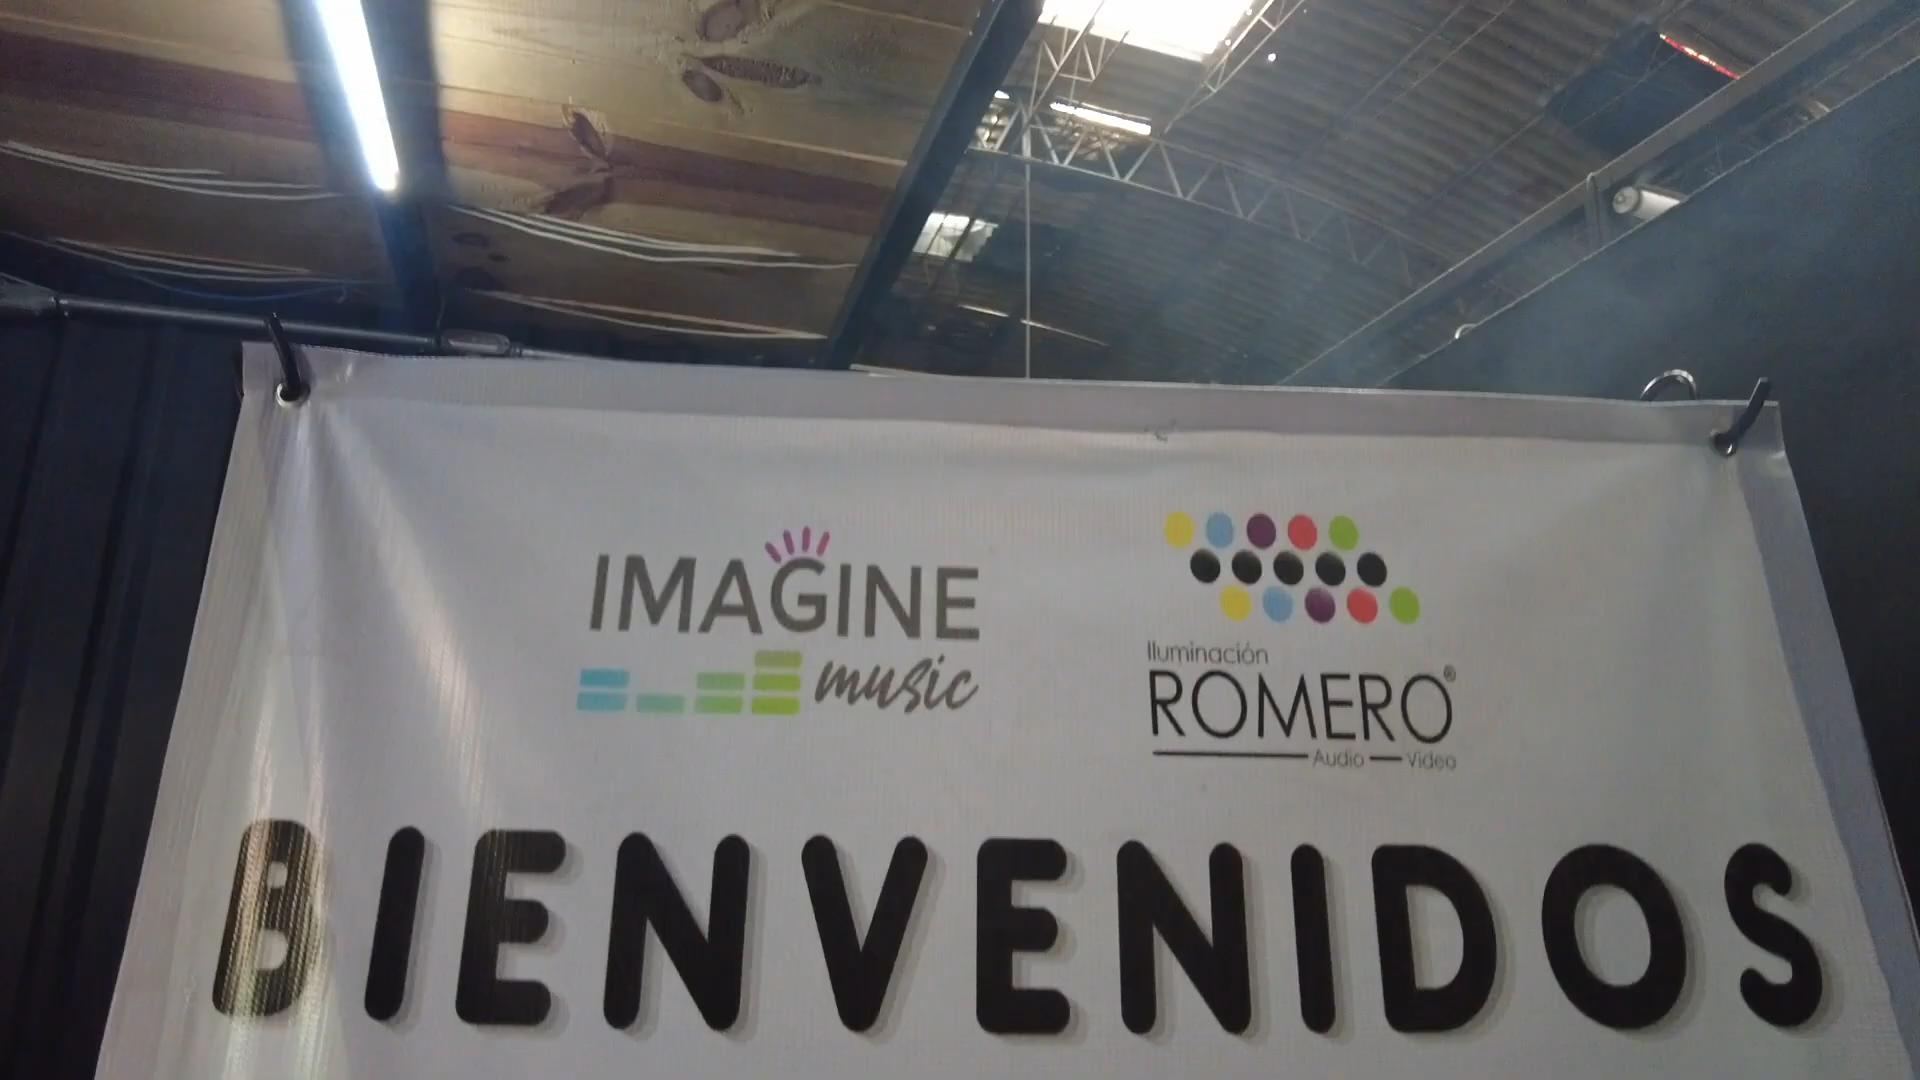 IMAGINE
music
Iluminación
ROMERO®
Audio Video
BIENVENIDOS